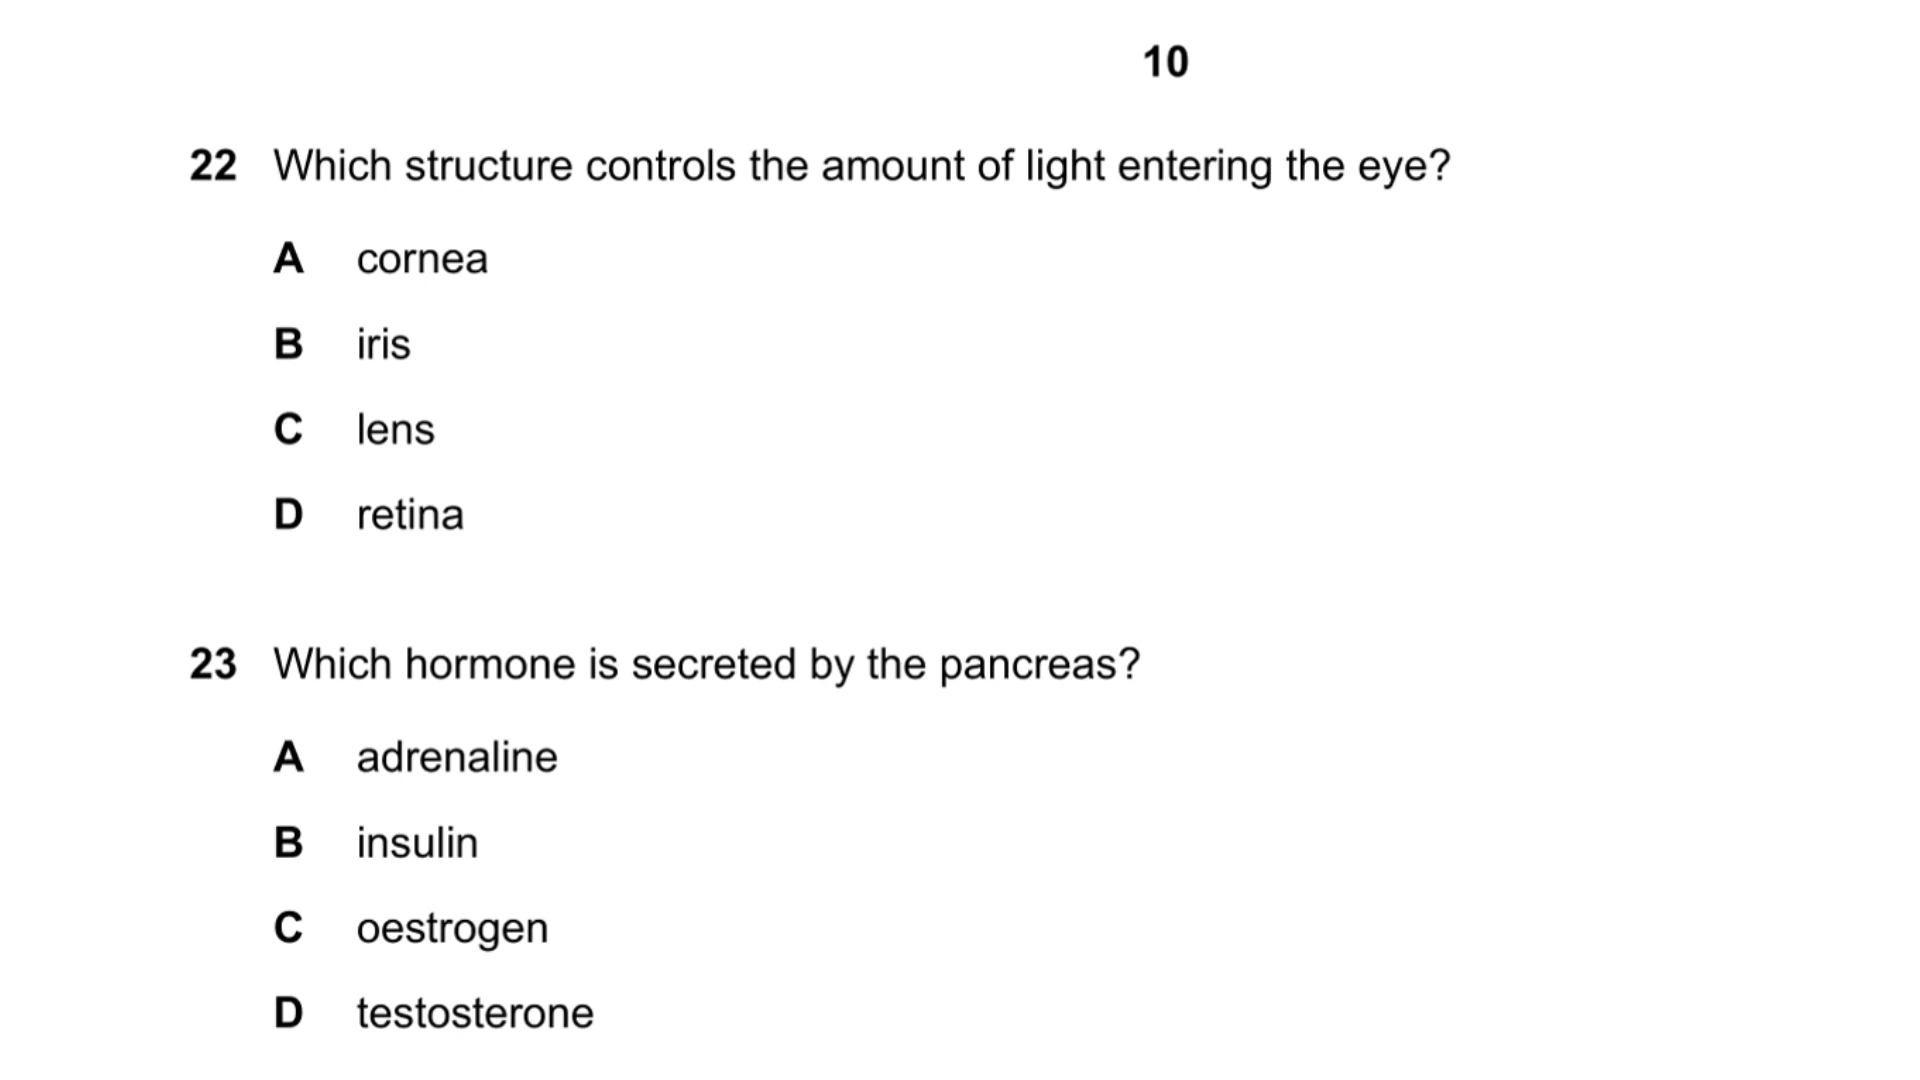 10
22 Which structure controls the amount of light entering the eye?
A cornea
B iris
C lens
D retina
23 Which hormone is secreted by the pancreas?
A adrenaline
B insulin
C oestrogen
D testosterone